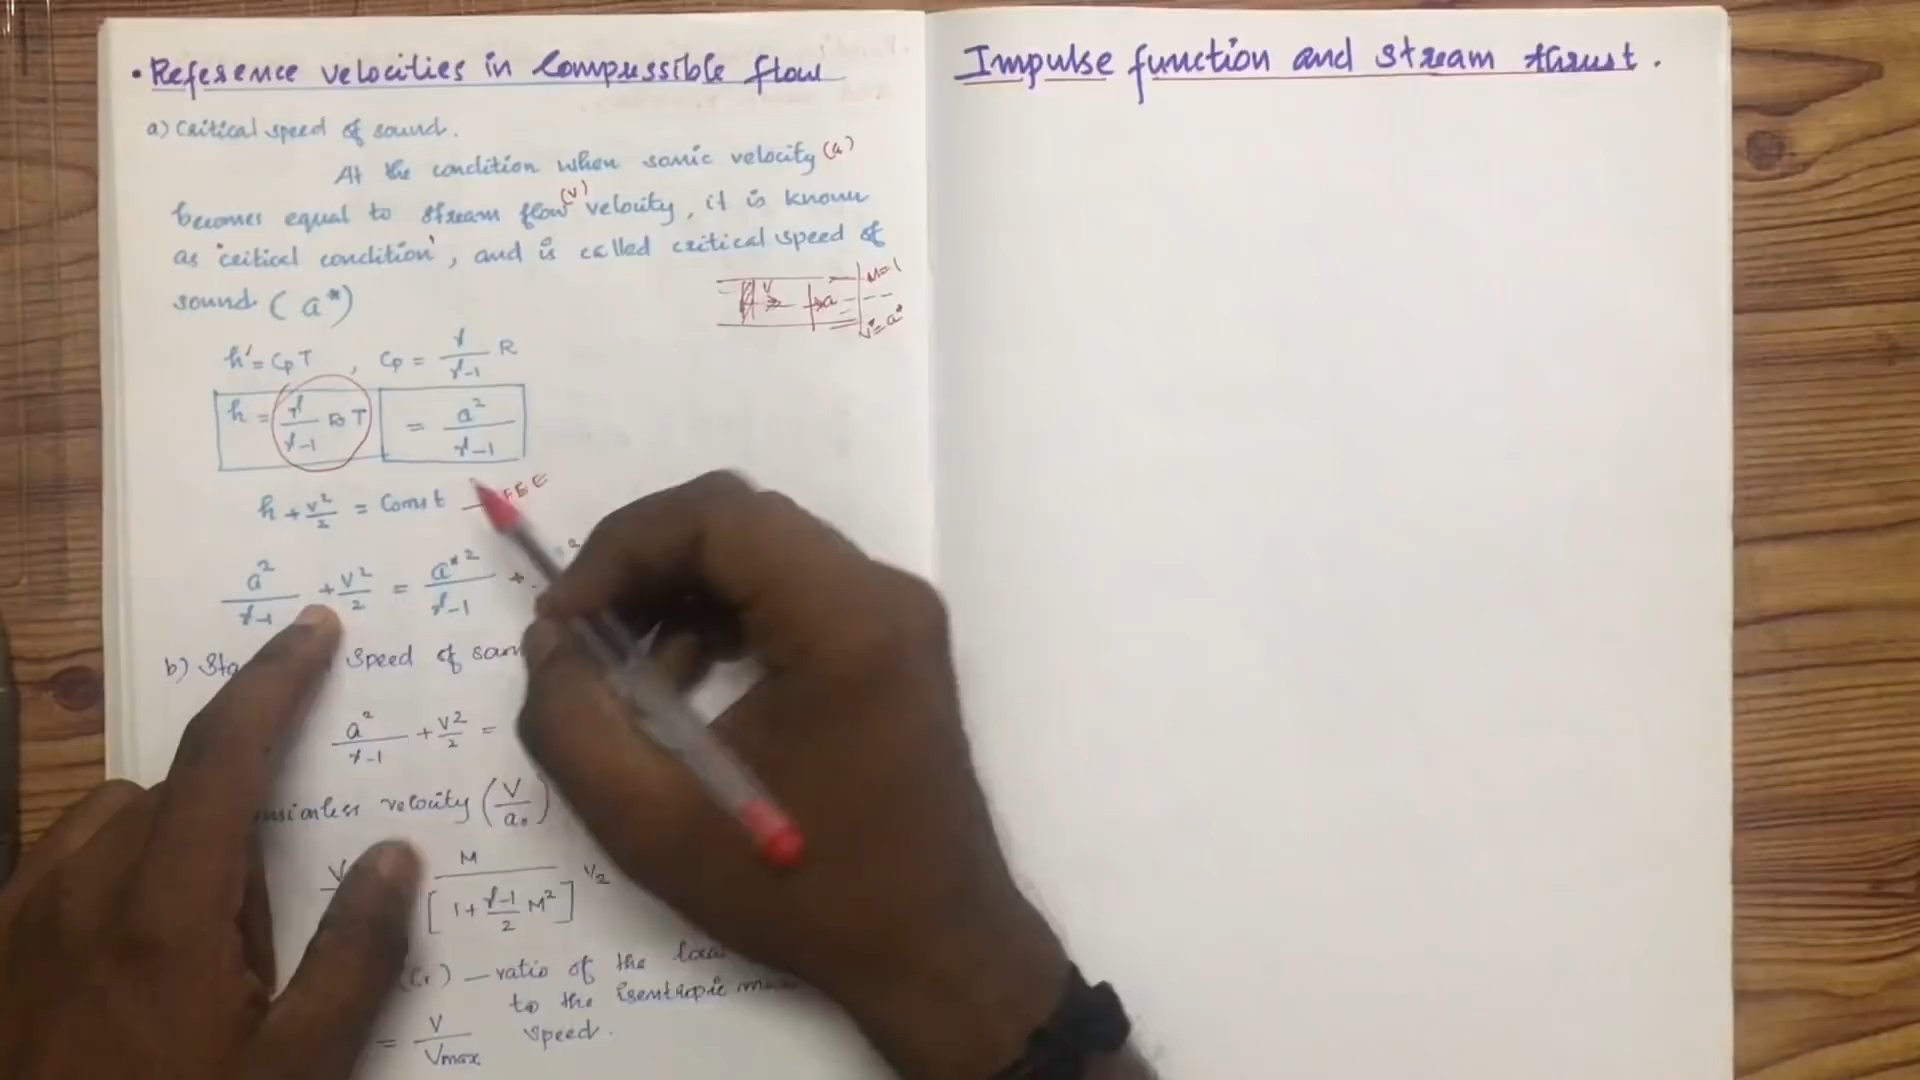 • Reference velocities in compressible flow
a) Critical speed of sound.
At the condition when sonic velocity (a)
becomes equal to stream flow (v) velocity, it is known
as 'critical condition', and is called critical speed of
sound (a*)
M=1
v a
V*=a*
h = CpT , Cp = γ/γ-1 R
h = γ/γ-1 RT = a²/γ-1
h + v²/2 = Const
a²/γ-1 + V²/2 = a*²/γ-1 +
b) Speed of
a²/γ-1 + V²/2 =
velocity (V/a₀)
M/[1+ γ-1/2 M²]^1/2
(Cr) — ratio of the
to the isentropic
speed.
= V/Vmax
Impulse function and stream thrust.